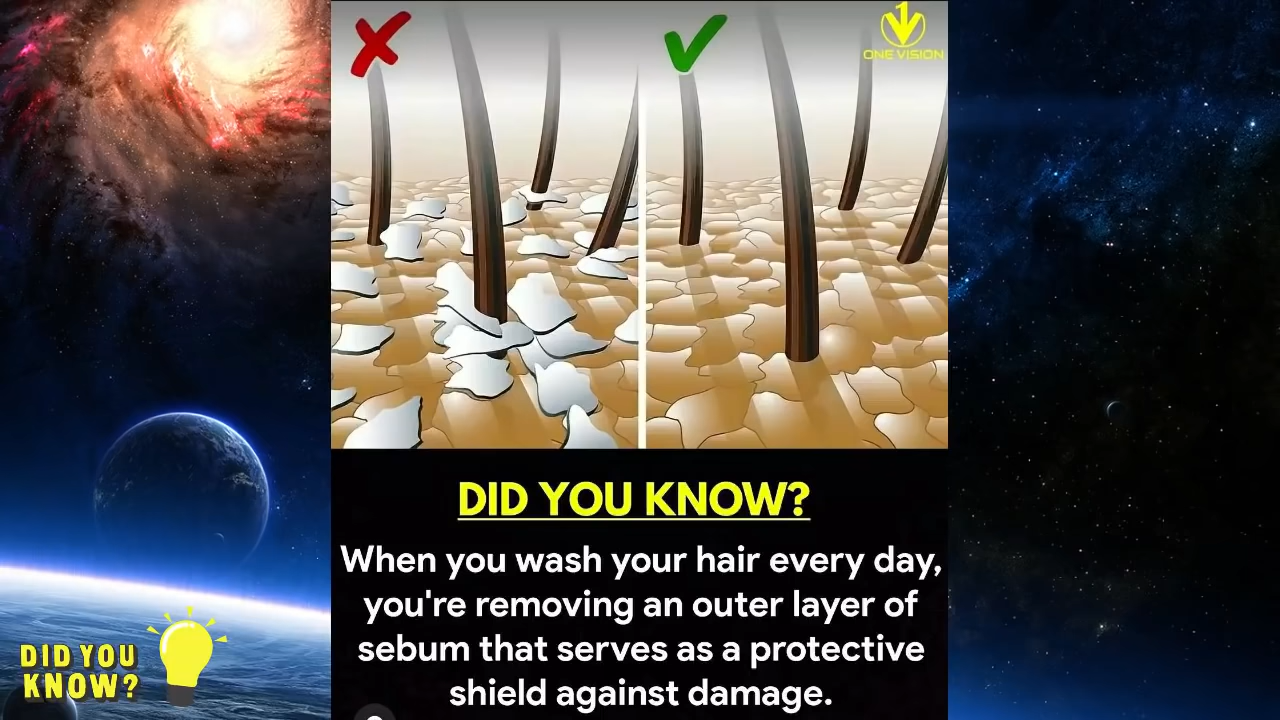 ONE VISION
DID YOU KNOW?
When you wash your hair every day,
you're removing an outer layer of
sebum that serves as a protective
shield against damage.
DID YOU
KNOW?